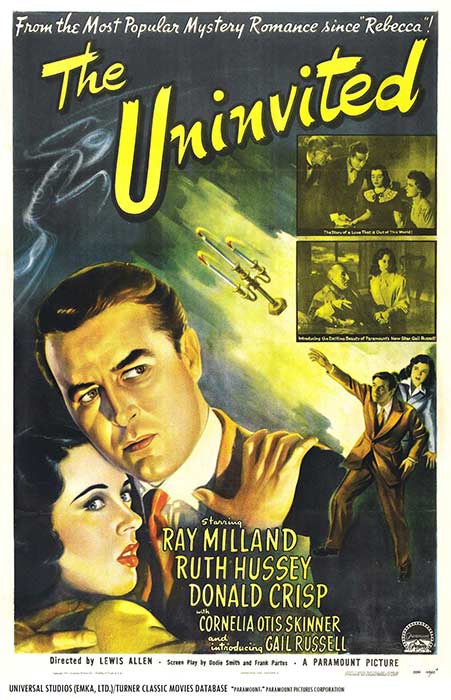 From the Most Popular Mystery Romance since "Rebecca"!
The
Uninvited
The Story of a Love That is Out of This World!
Introducing the Exciting Beauty of Paramount's New Star Gail Russell!
starring
RAY MILLAND
RUTH HUSSEY
DONALD CRISP
with
CORNELIA OTIS SKINNER
and
introducing GAIL RUSSELL
Directed by LEWIS ALLEN · Screen Play by Dodie Smith and Frank Partos · A PARAMOUNT PICTURE
Paramount
UNIVERSAL STUDIOS (EMKA, LTD.)/TURNER CLASSIC MOVIES DATABASE "PARAMOUNT:" PARAMOUNT PICTURES CORPORATION